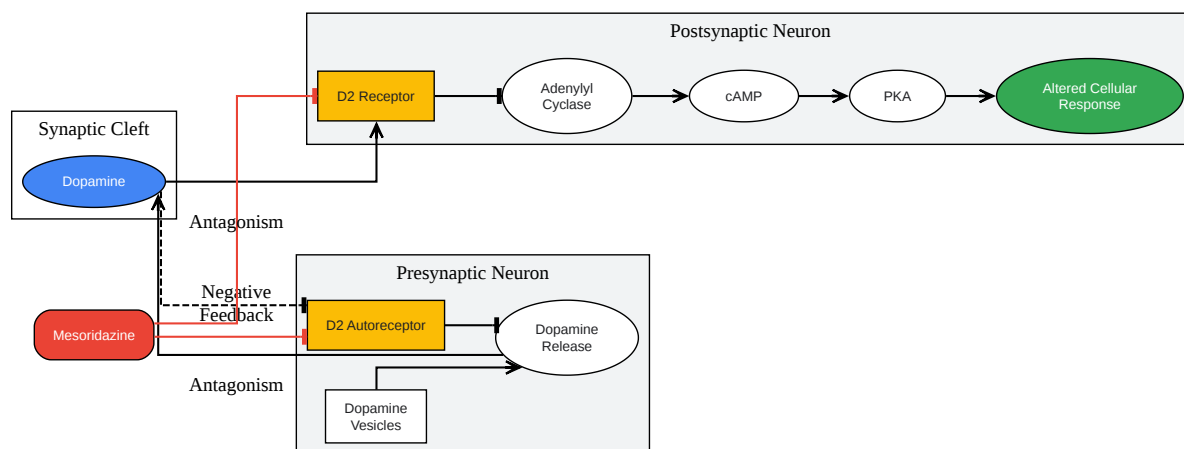 Postsynaptic Neuron
D2 Receptor
Adenylyl
Cyclase
cAMP
PKA
Altered Cellular
Response
Synaptic Cleft
Dopamine
Antagonism
Presynaptic Neuron
Negative
Feedback
Mesoridazine
D2 Autoreceptor
Dopamine
Release
Antagonism
Dopamine
Vesicles